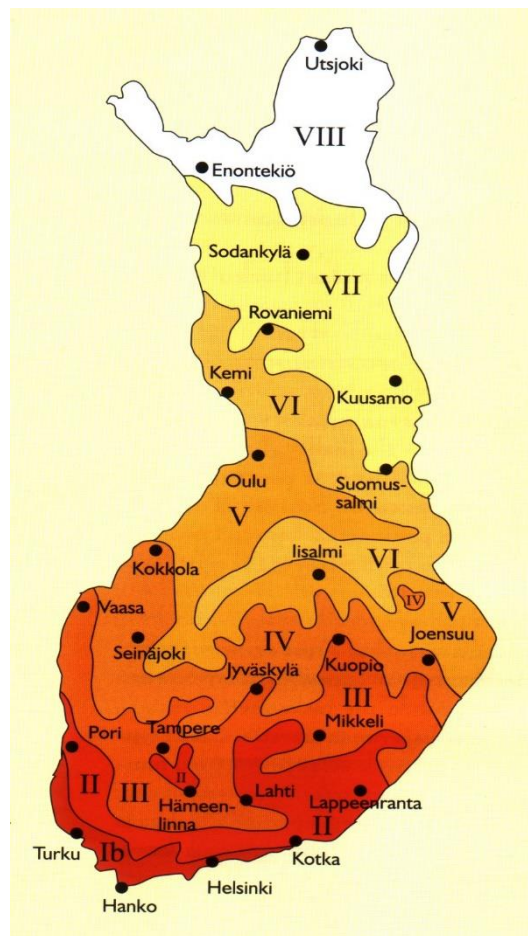 Utsjoki
VIII
Enontekiö
Sodankylä
VII
Rovaniemi
Kemi
VI
Kuusamo
Oulu
Suomus-
salmi
V
Iisalmi
VI
Kokkola
IV
V
Vaasa
IV
Joensuu
Seinäjoki
Kuopio
Jyväskylä
III
Tampere
Mikkeli
Pori
II
II
III
Hämeen-
linna
Lahti
Lappeenranta
II
Turku
Ib
Kotka
Helsinki
Hanko